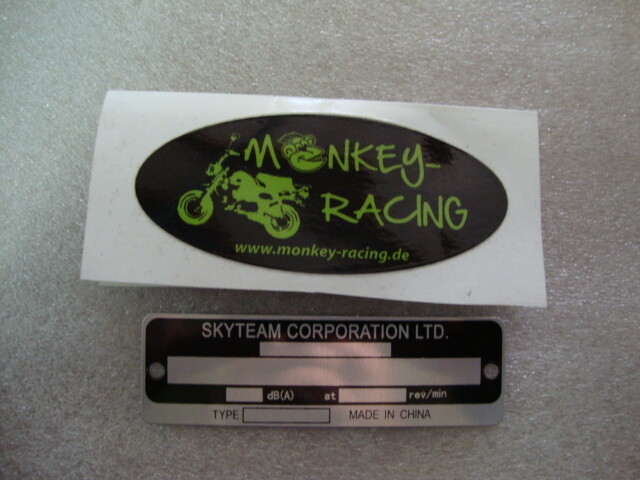 MONKEY-
RACING
www.monkey-racing.de
SKYTEAM CORPORATION LTD.
dB(A) at rev/min
TYPE MADE IN CHINA